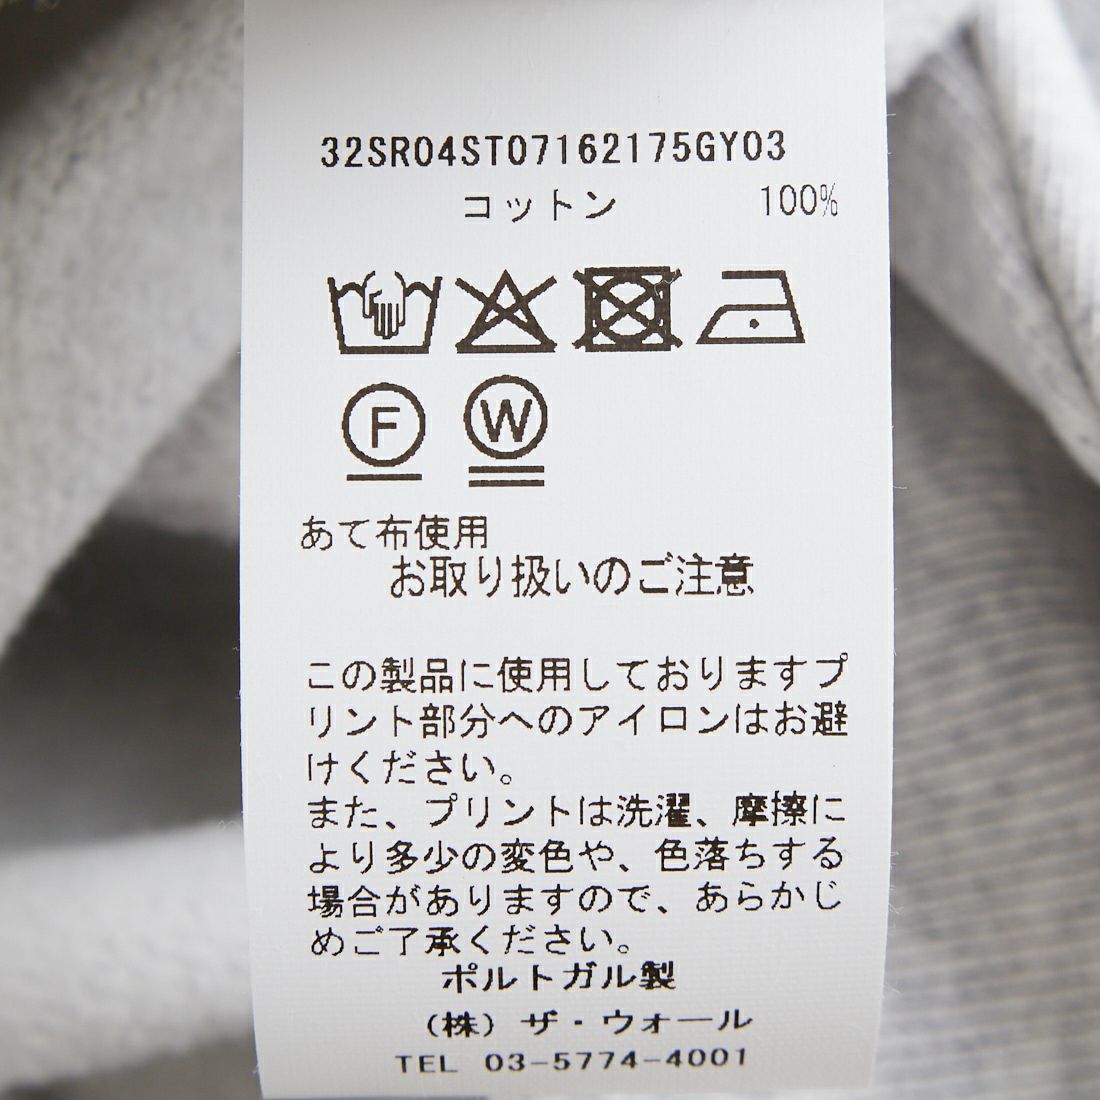 32SR04ST07162175GY03
コットン 100%
F W
あて布使用
お取り扱いのご注意
この製品に使用しておりますプ
リント部分へのアイロンはお避
けください。
また、プリントは洗濯、摩擦に
より多少の変色や、色落ちする
場合がありますので、あらかじ
めご了承ください。
ポルトガル製
(株) ザ・ウォール
TEL 03-5774-4001